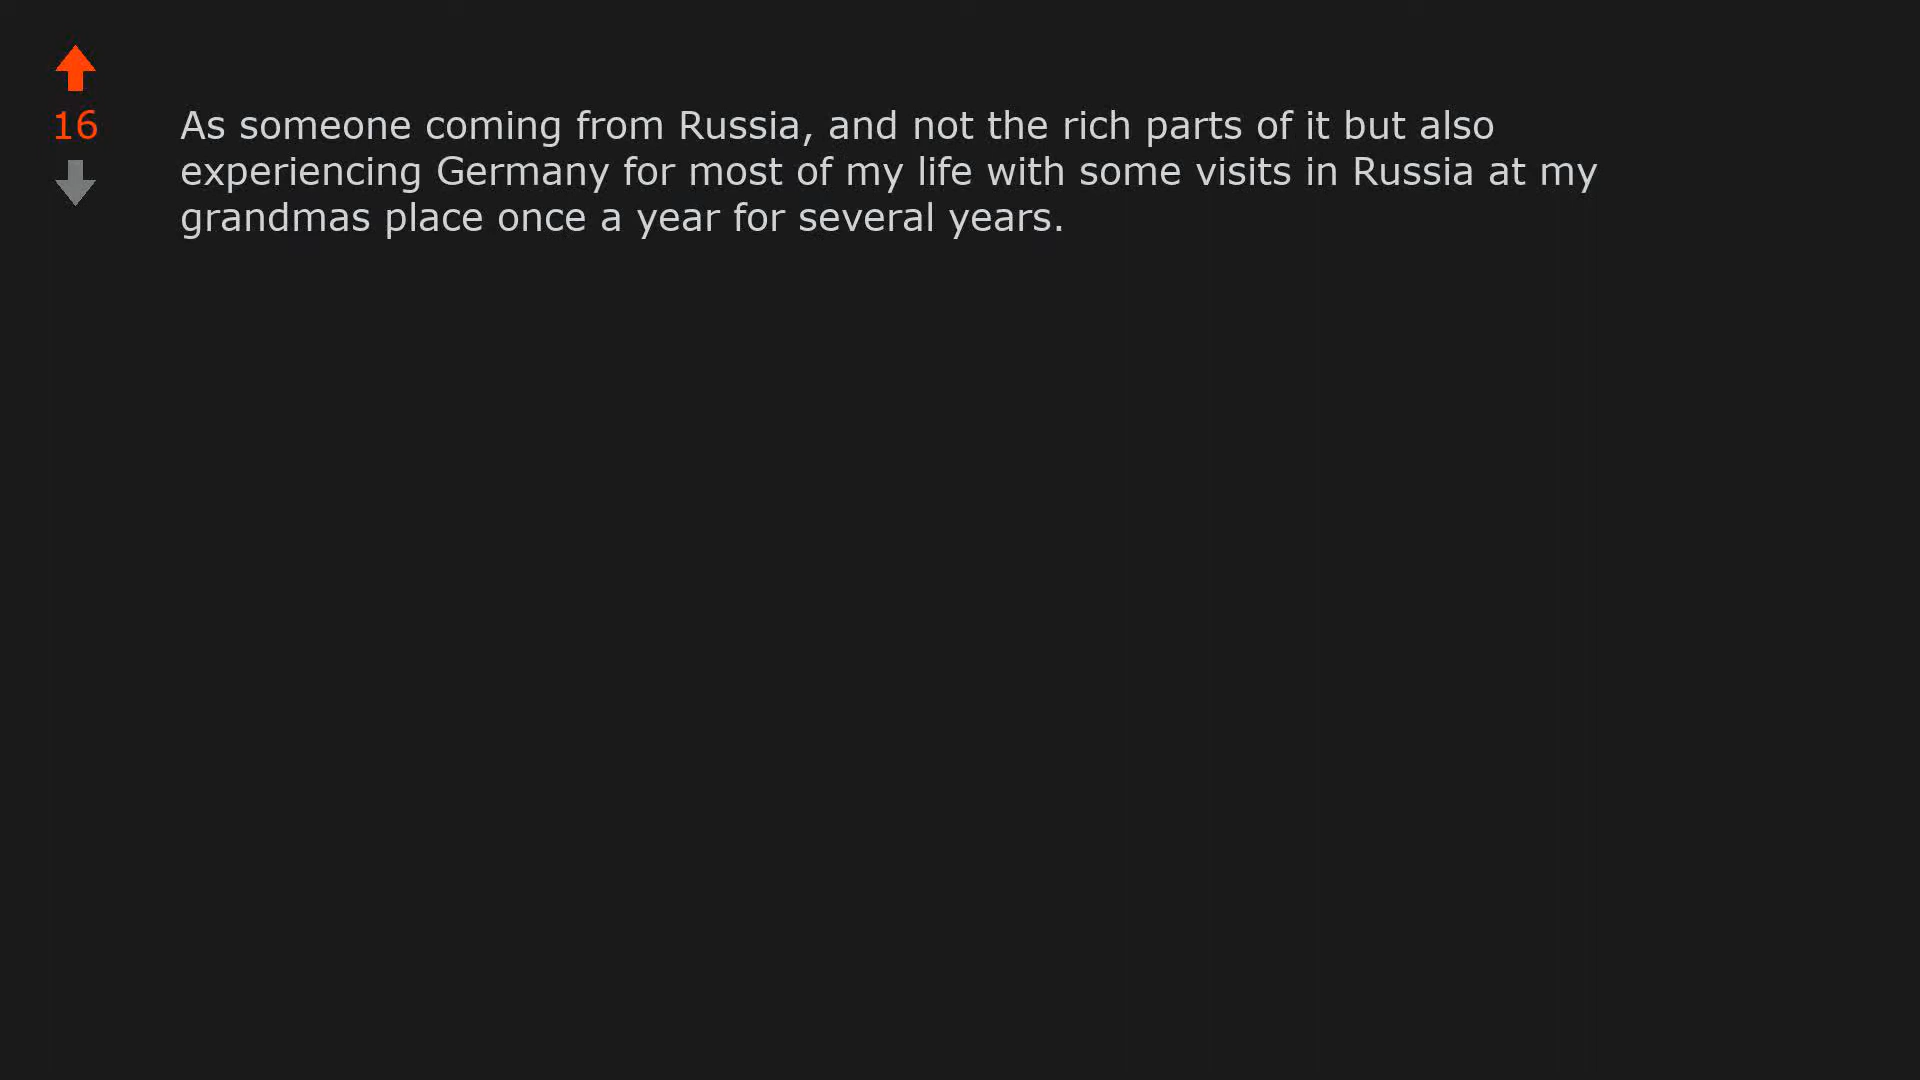 16
As someone coming from Russia, and not the rich parts of it but also
experiencing Germany for most of my life with some visits in Russia at my
grandmas place once a year for several years.